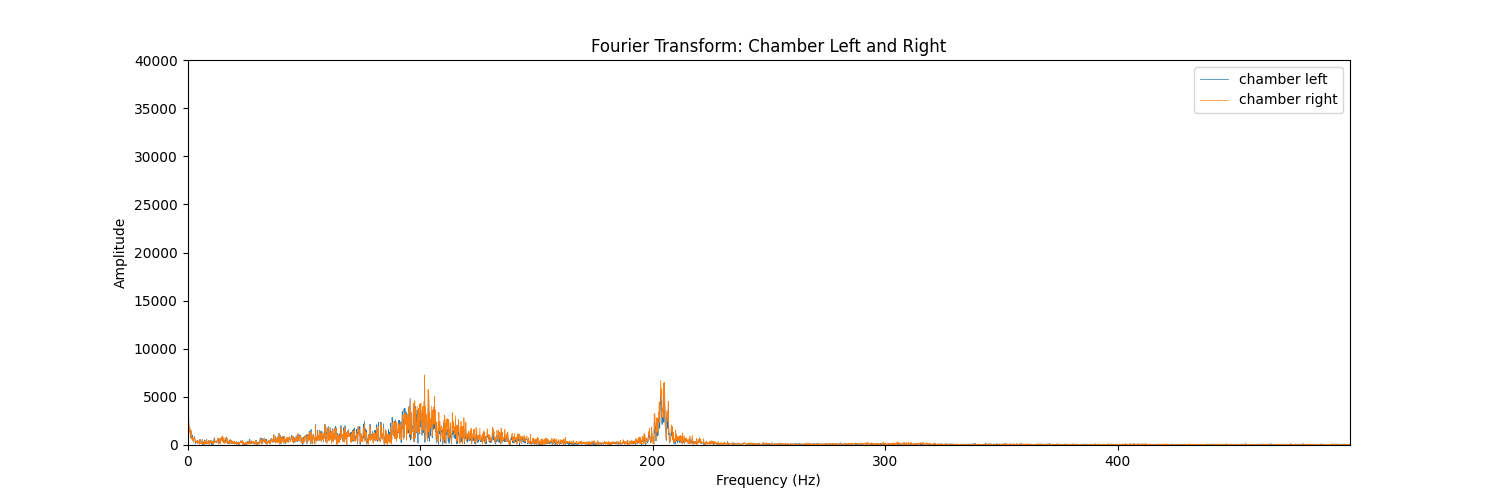 Fourier Transform: Chamber Left and Right
40000
35000
30000
25000
20000
15000
10000
5000
0
Amplitude
chamber left
chamber right
0
100
200
300
400
Frequency (Hz)